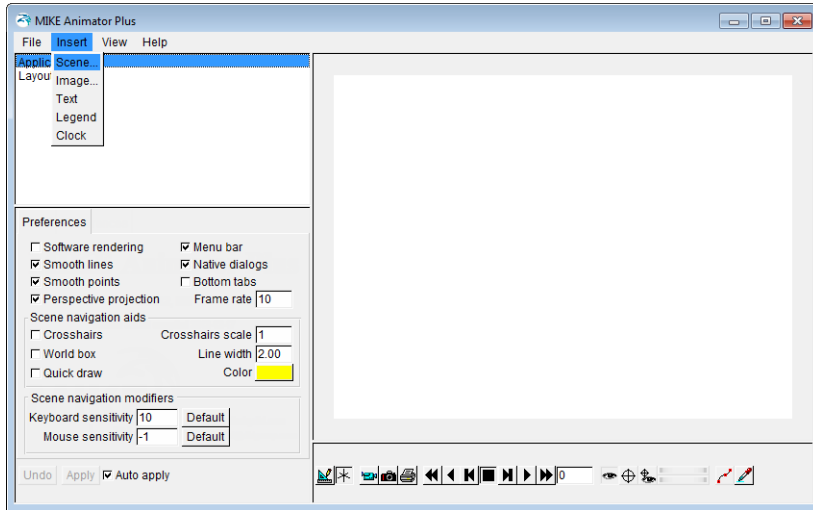 MIKE Animator Plus
File Insert View Help
Applic Scene...
Layou Image...
Text
Legend
Clock
Preferences
Software rendering Menu bar
Smooth lines Native dialogs
Smooth points Bottom tabs
Perspective projection Frame rate 10
Scene navigation aids
Crosshairs Crosshairs scale 1
World box Line width 2.00
Quick draw Color
Scene navigation modifiers
Keyboard sensitivity 10 Default
Mouse sensitivity -1 Default
Undo Apply Auto apply 0